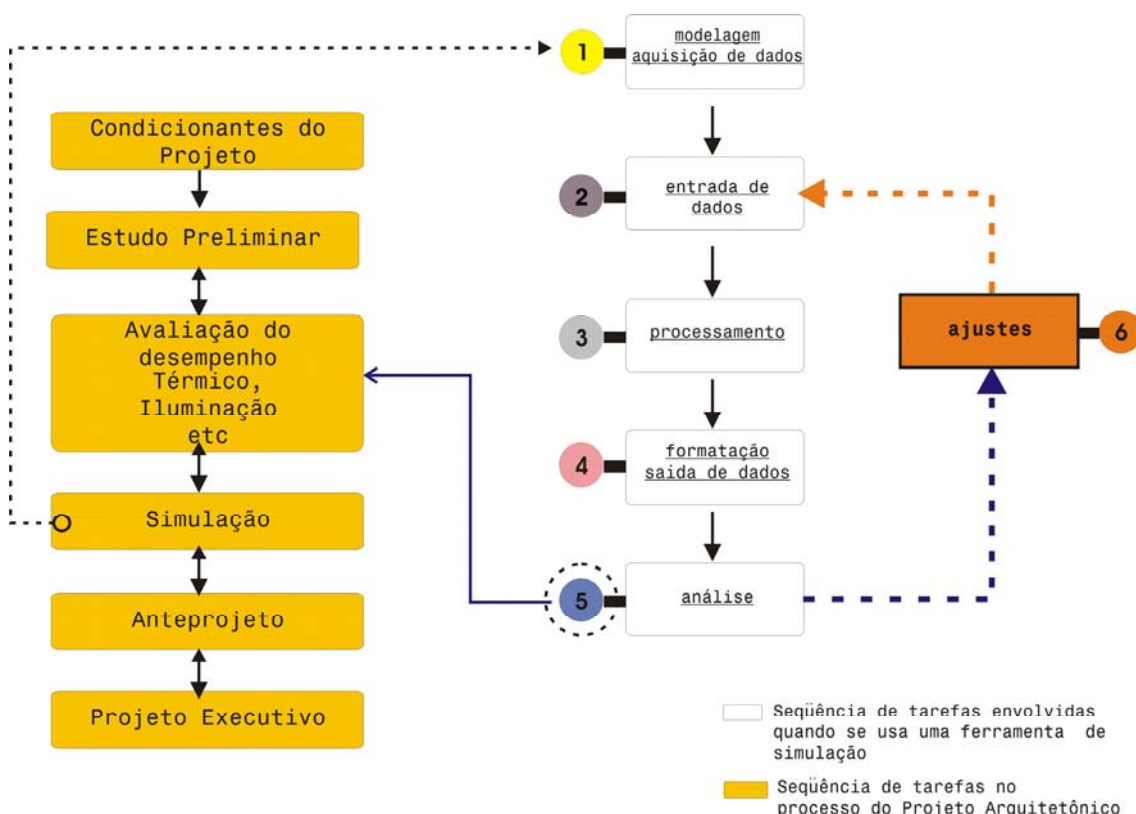 Condicionantes do
Projeto
Estudo Preliminar
Avaliação do
desempenho
Térmico,
Iluminação
etc
Simulação
Anteprojeto
Projeto Executivo
1
modelagem
aquisição de dados
2
entrada de
dados
3
processamento
4
formatação
saida de dados
5
análise
ajustes
6
Seqüência de tarefas envolvidas
quando se usa uma ferramenta de
simulação
Seqüência de tarefas no
processo do Projeto Arquitetônico